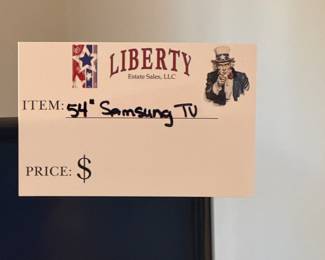 LIBERTY
Estate Sales, LLC
ITEM: 54" Samsung TV
PRICE: $